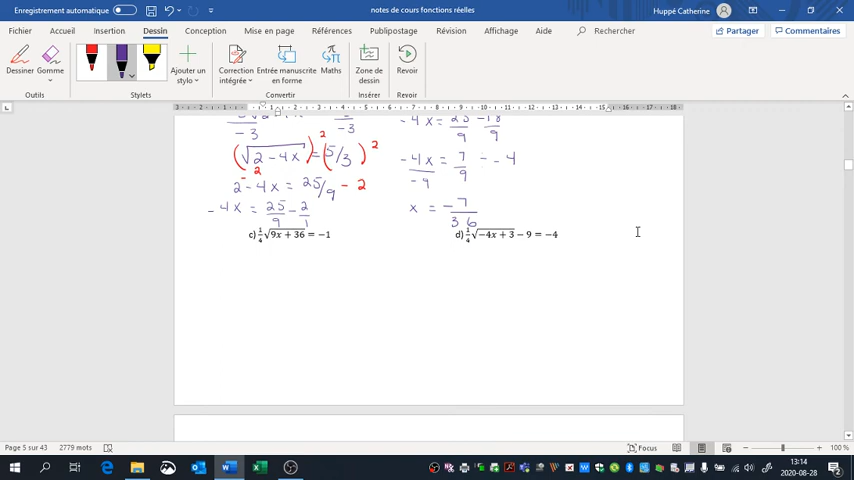 Enregistrement automatique
notes de cours fonctions réelles
Huppé Catherine
Fichier Accueil Insertion Dessin Conception Mise en page Références Publipostage Révision Affichage Aide Rechercher Partager Commentaires
Dessiner Gomme Ajouter un stylo Correction intégrée Entrée manuscrite en forme Maths Zone de dessin Revoir
Outils Stylets Convertir Insérer Revoir
-3 -3
-4x = 25/9 - 18/9
(√2 - 4x)² = (5/3)²
-4x/-4 = 7/9 ÷ -4
2 - 4x = 25/9 - 2
-2
-4x = 25/9 - 2/1
x = -7/36
c) 1/4 √9x + 36 = −1
d) 1/4 √−4x + 3 − 9 = −4
Page 5 sur 43 2779 mots Focus 100 %
13:14
2020-08-28